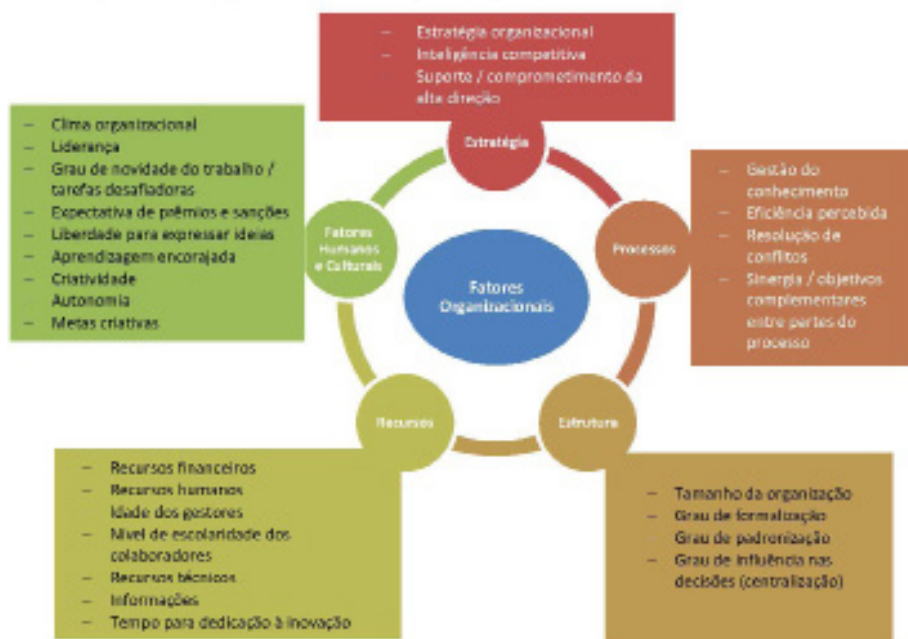 – Estratégia organizacional
– Inteligência competitiva
– Suporte / comprometimento da
alta direção
Estratégia
– Clima organizacional
– Liderança
– Grau de novidade do trabalho /
tarefas desafiadoras
– Expectativa de prêmios e sanções
– Liberdade para expressar ideias
– Aprendizagem encorajada
– Criatividade
Autonomia
– Metas criativas
Fatores
Humanos
e Culturais
Fatores
Organizacionais
Processos
– Gestão do
conhecimento
– Eficiência percebida
– Resolução de
conflitos
– Sinergia / objetivos
complementares
entre partes do
processo
Recursos
Estrutura
– Recursos financeiros
– Recursos humanos
Idade dos gestores
– Nível de escolaridade dos
colaboradores
– Recursos técnicos
– Informações
– Tempo para dedicação à inovação
– Tamanho da organização
– Grau de formalização
– Grau de padronização
– Grau de influência nas
decisões (centralização)